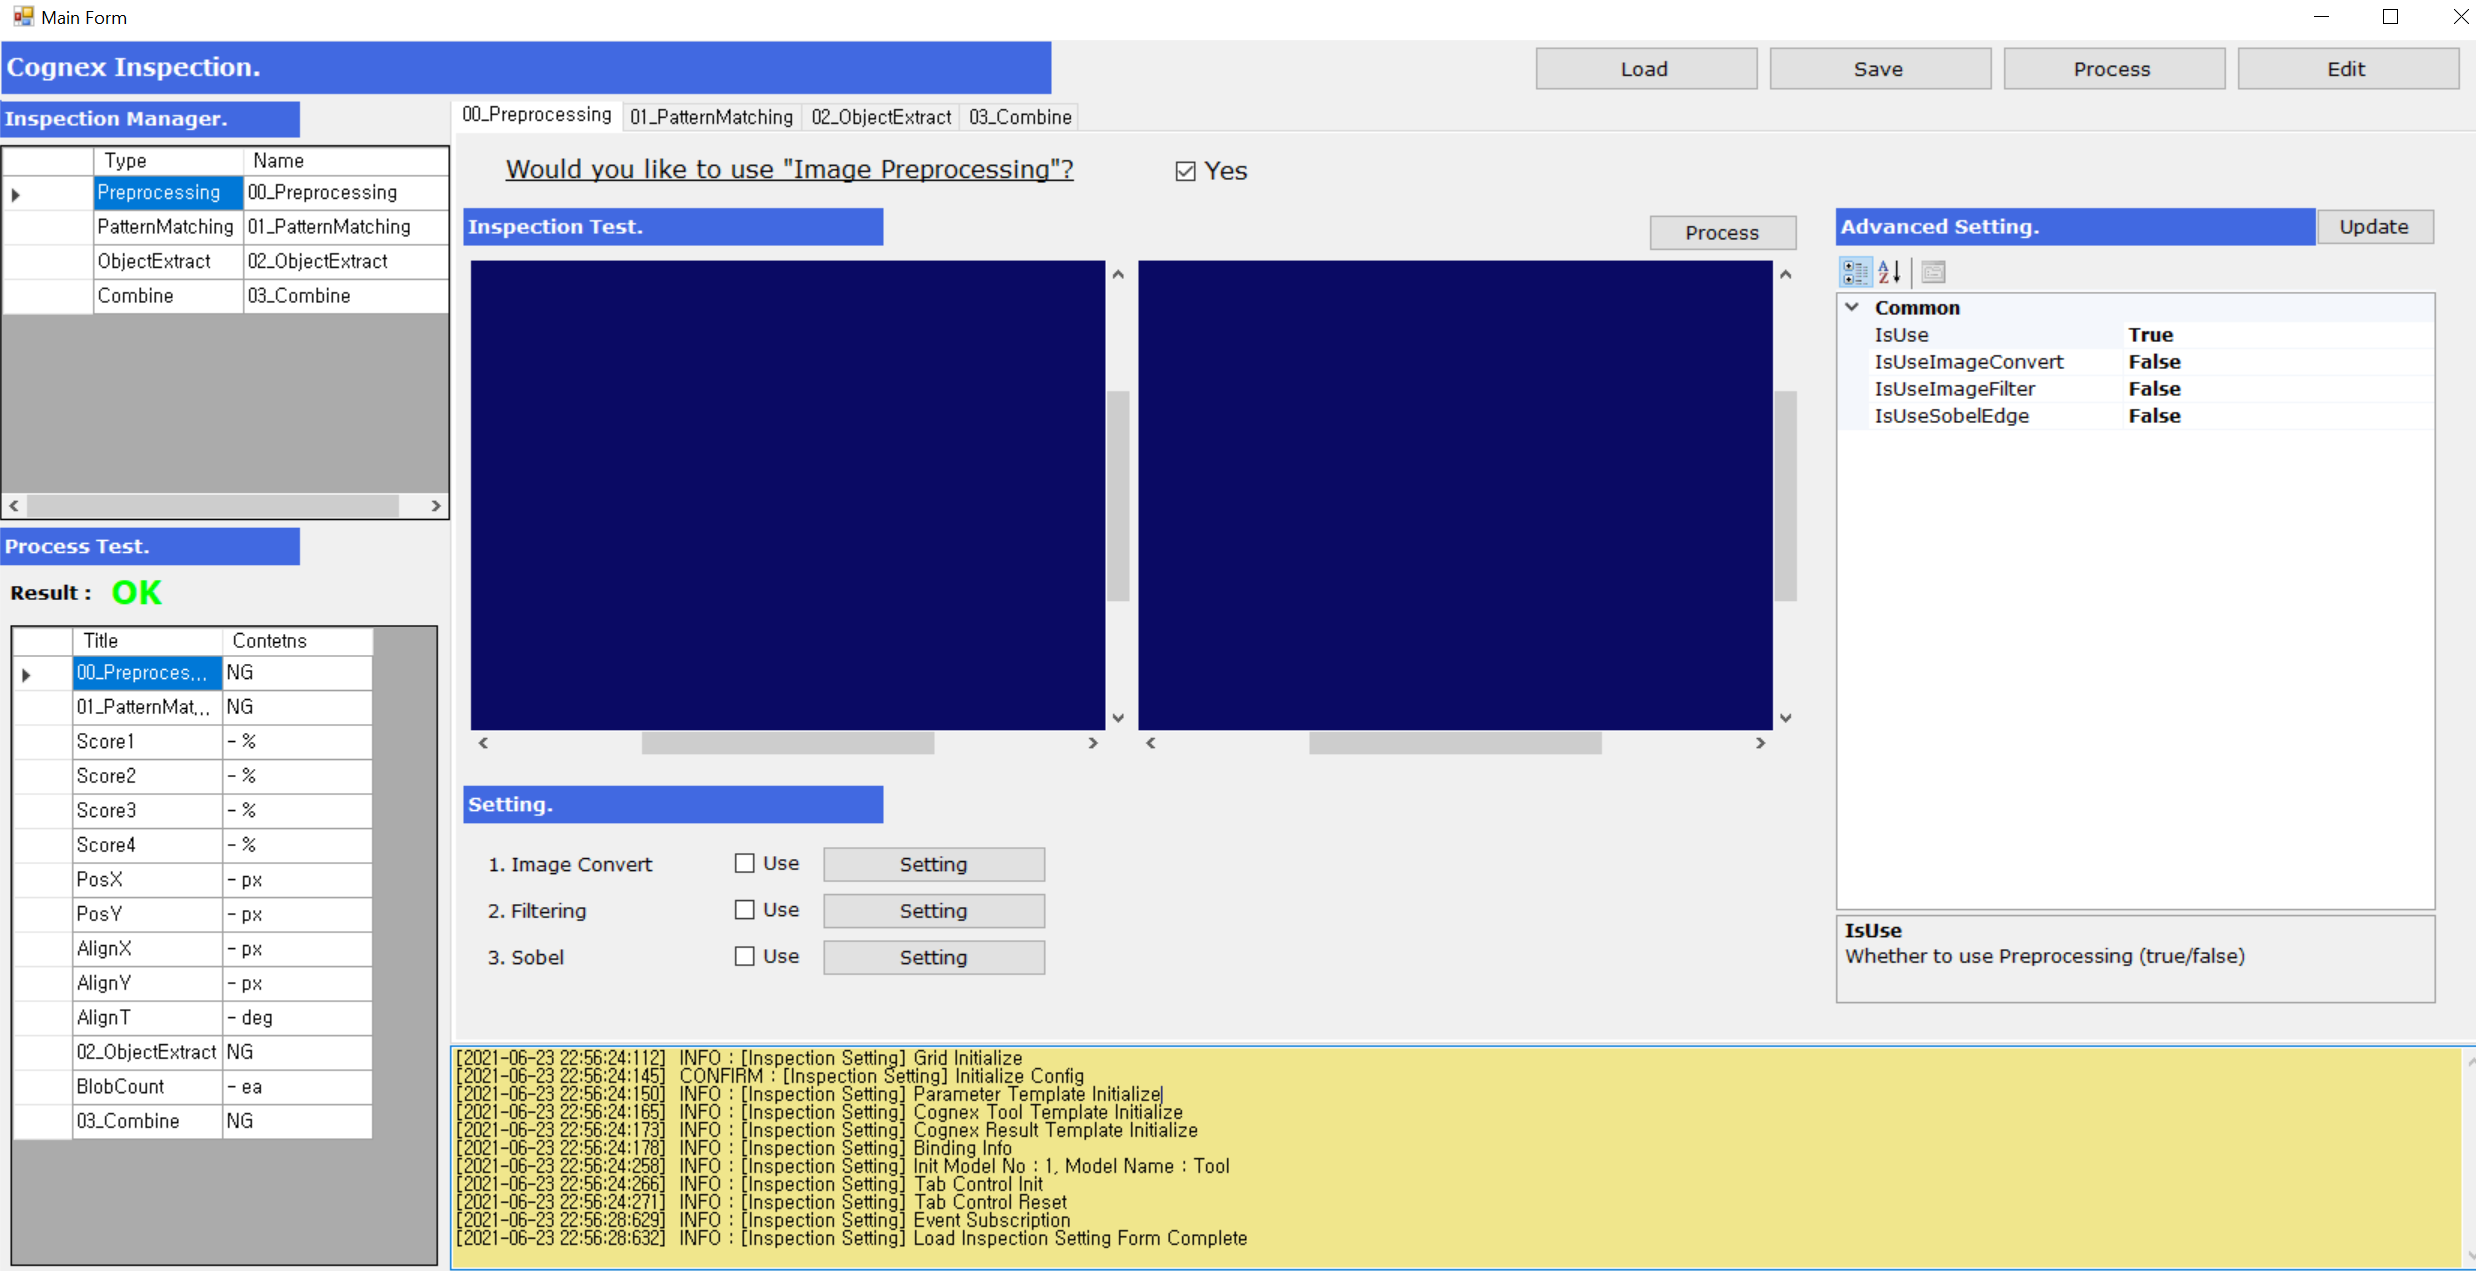 Main Form
Cognex Inspection.
Load
Save
Process
Edit
Inspection Manager.
Type Name
Preprocessing 00_Preprocessing
PatternMatching 01_PatternMatching
ObjectExtract 02_ObjectExtract
Combine 03_Combine
Process Test.
Result : OK
Title Contetns
00_Preproces... NG
01_PatternMat... NG
Score1 - %
Score2 - %
Score3 - %
Score4 - %
PosX - px
PosY - px
AlignX - px
AlignY - px
AlignT - deg
02_ObjectExtract NG
BlobCount - ea
03_Combine NG
00_Preprocessing 01_PatternMatching 02_ObjectExtract 03_Combine
Would you like to use "Image Preprocessing"? Yes
Inspection Test.
Process
Setting.
1. Image Convert Use Setting
2. Filtering Use Setting
3. Sobel Use Setting
Advanced Setting.
Update
Common
IsUse True
IsUseImageConvert False
IsUseImageFilter False
IsUseSobelEdge False
IsUse
Whether to use Preprocessing (true/false)
[2021-06-23 22:56:24:112] INFO : [Inspection Setting] Grid Initialize
[2021-06-23 22:56:24:145] CONFIRM : [Inspection Setting] Initialize Config
[2021-06-23 22:56:24:150] INFO : [Inspection Setting] Parameter Template Initialize
[2021-06-23 22:56:24:165] INFO : [Inspection Setting] Cognex Tool Template Initialize
[2021-06-23 22:56:24:173] INFO : [Inspection Setting] Cognex Result Template Initialize
[2021-06-23 22:56:24:178] INFO : [Inspection Setting] Binding Info
[2021-06-23 22:56:24:258] INFO : [Inspection Setting] Init Model No : 1, Model Name : Tool
[2021-06-23 22:56:24:266] INFO : [Inspection Setting] Tab Control Init
[2021-06-23 22:56:24:271] INFO : [Inspection Setting] Tab Control Reset
[2021-06-23 22:56:28:629] INFO : [Inspection Setting] Event Subscription
[2021-06-23 22:56:28:632] INFO : [Inspection Setting] Load Inspection Setting Form Complete